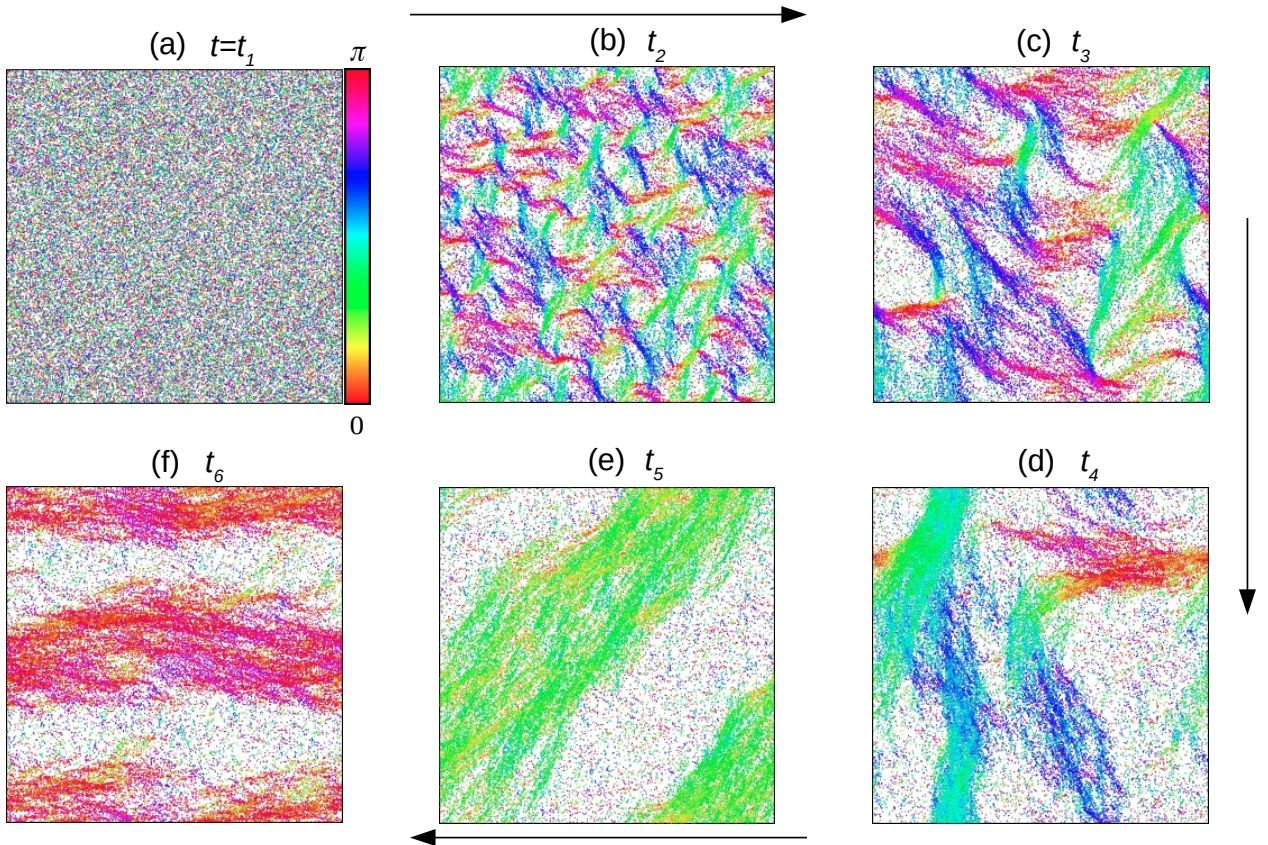 (a) t=t₁
π
0
(b) t₂
(c) t₃
(d) t₄
(e) t₅
(f) t₆